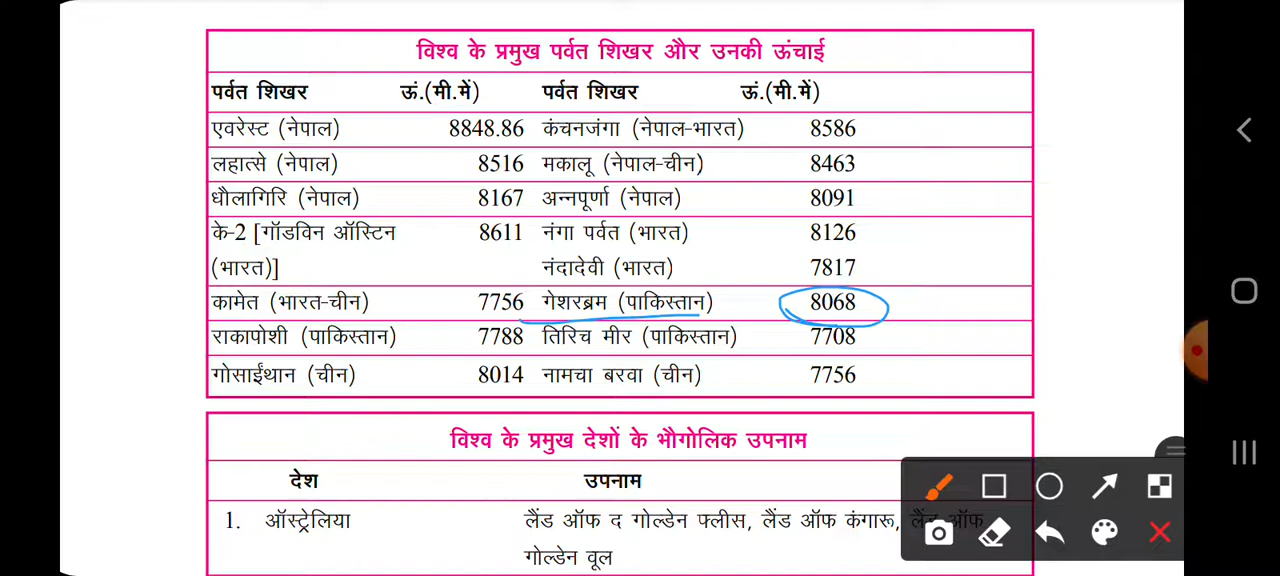 विश्व के प्रमुख पर्वत शिखर और उनकी ऊंचाई
पर्वत शिखर ऊं.(मी.में) पर्वत शिखर ऊं.(मी.में)
एवरेस्ट (नेपाल) 8848.86 कंचनजंगा (नेपाल-भारत) 8586
लहात्से (नेपाल) 8516 मकालू (नेपाल-चीन) 8463
धौलागिरि (नेपाल) 8167 अन्नपूर्णा (नेपाल) 8091
के-2 [गॉडविन ऑस्टिन 8611 नंगा पर्वत (भारत) 8126
(भारत)] नंदादेवी (भारत) 7817
कामेत (भारत-चीन) 7756 गेशरब्रम (पाकिस्तान) 8068
राकापोशी (पाकिस्तान) 7788 तिरिच मीर (पाकिस्तान) 7708
गोसाईंथान (चीन) 8014 नामचा बरवा (चीन) 7756
विश्व के प्रमुख देशों के भौगोलिक उपनाम
देश उपनाम
1. ऑस्ट्रेलिया लैंड ऑफ द गोल्डेन फ्लीस, लैंड ऑफ कंगारू, लैंड ऑफ
गोल्डेन वूल